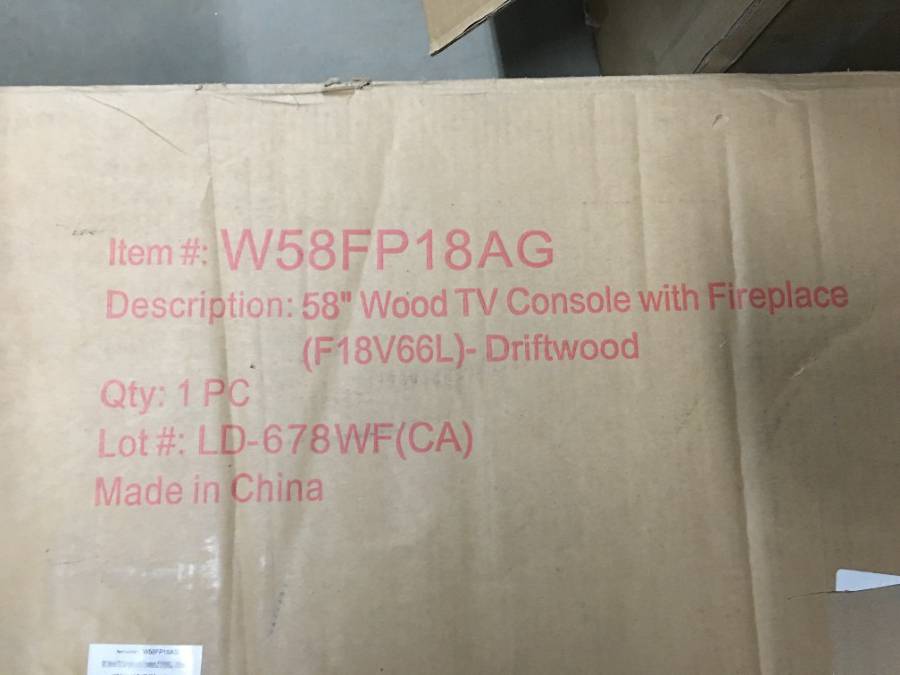 Item #: W58FP18AG
Description: 58" Wood TV Console with Fireplace
(F18V66L)- Driftwood
Qty: 1 PC
Lot #: LD-678WF(CA)
Made in China
W58FP18AG